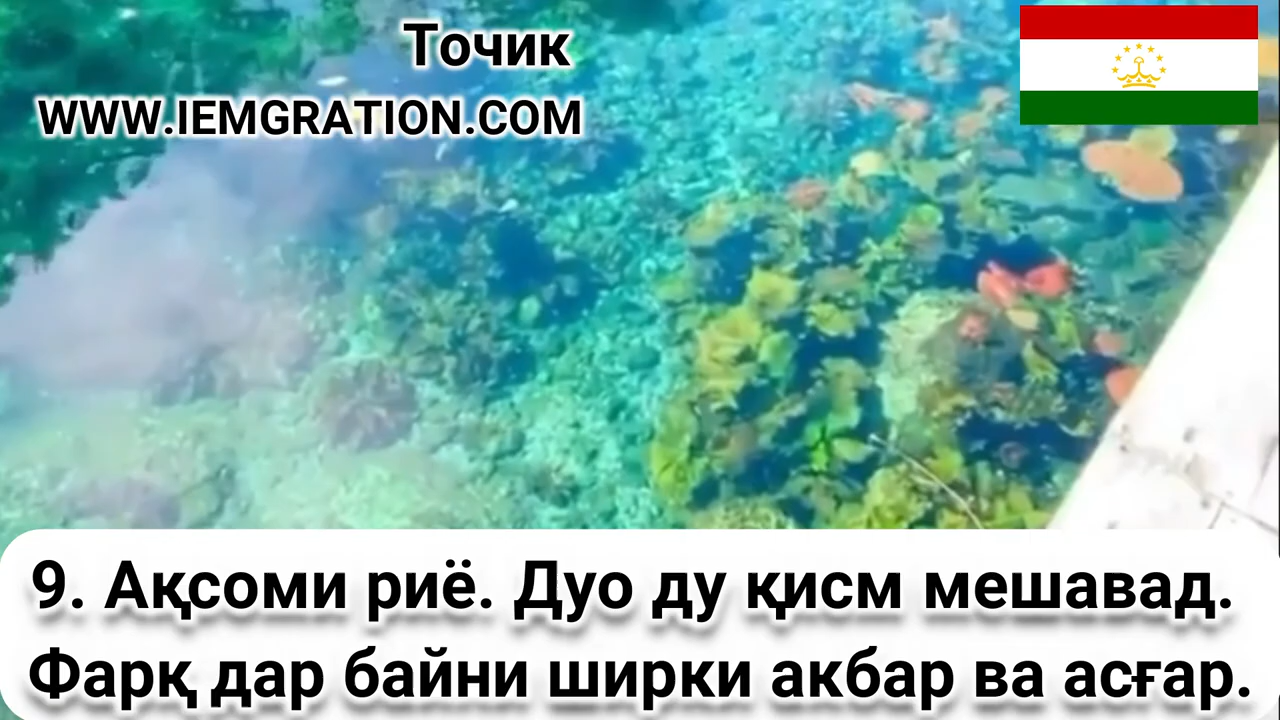 Точик
WWW.IEMGRATION.COM
9. Ақсоми риё. Дуо ду қисм мешавад.
Фарқ дар байни ширки акбар ва асғар.